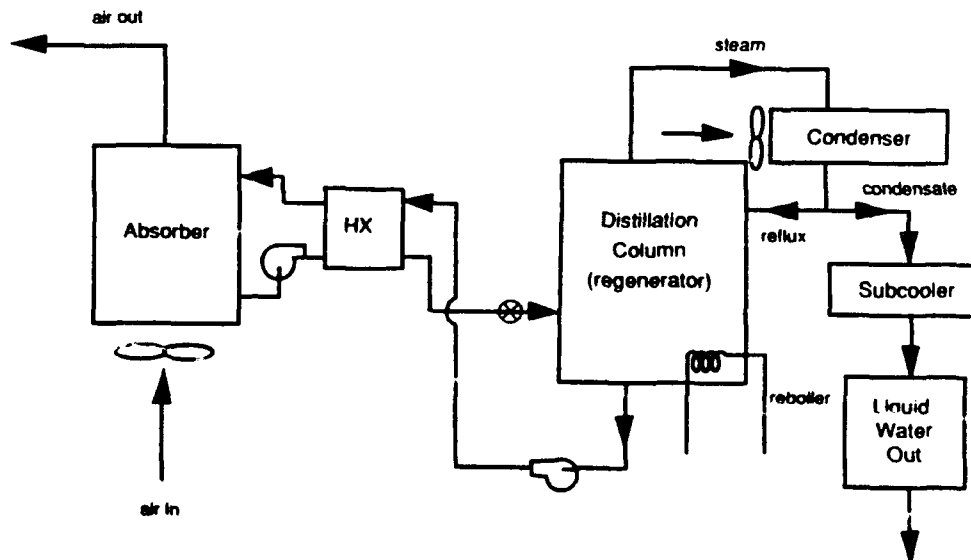 air out
steam
Condenser
condensate
Absorber
HX
Distillation
Column
(regenerator)
reflux
Subcooler
reboiler
Liquid
Water
Out
air in